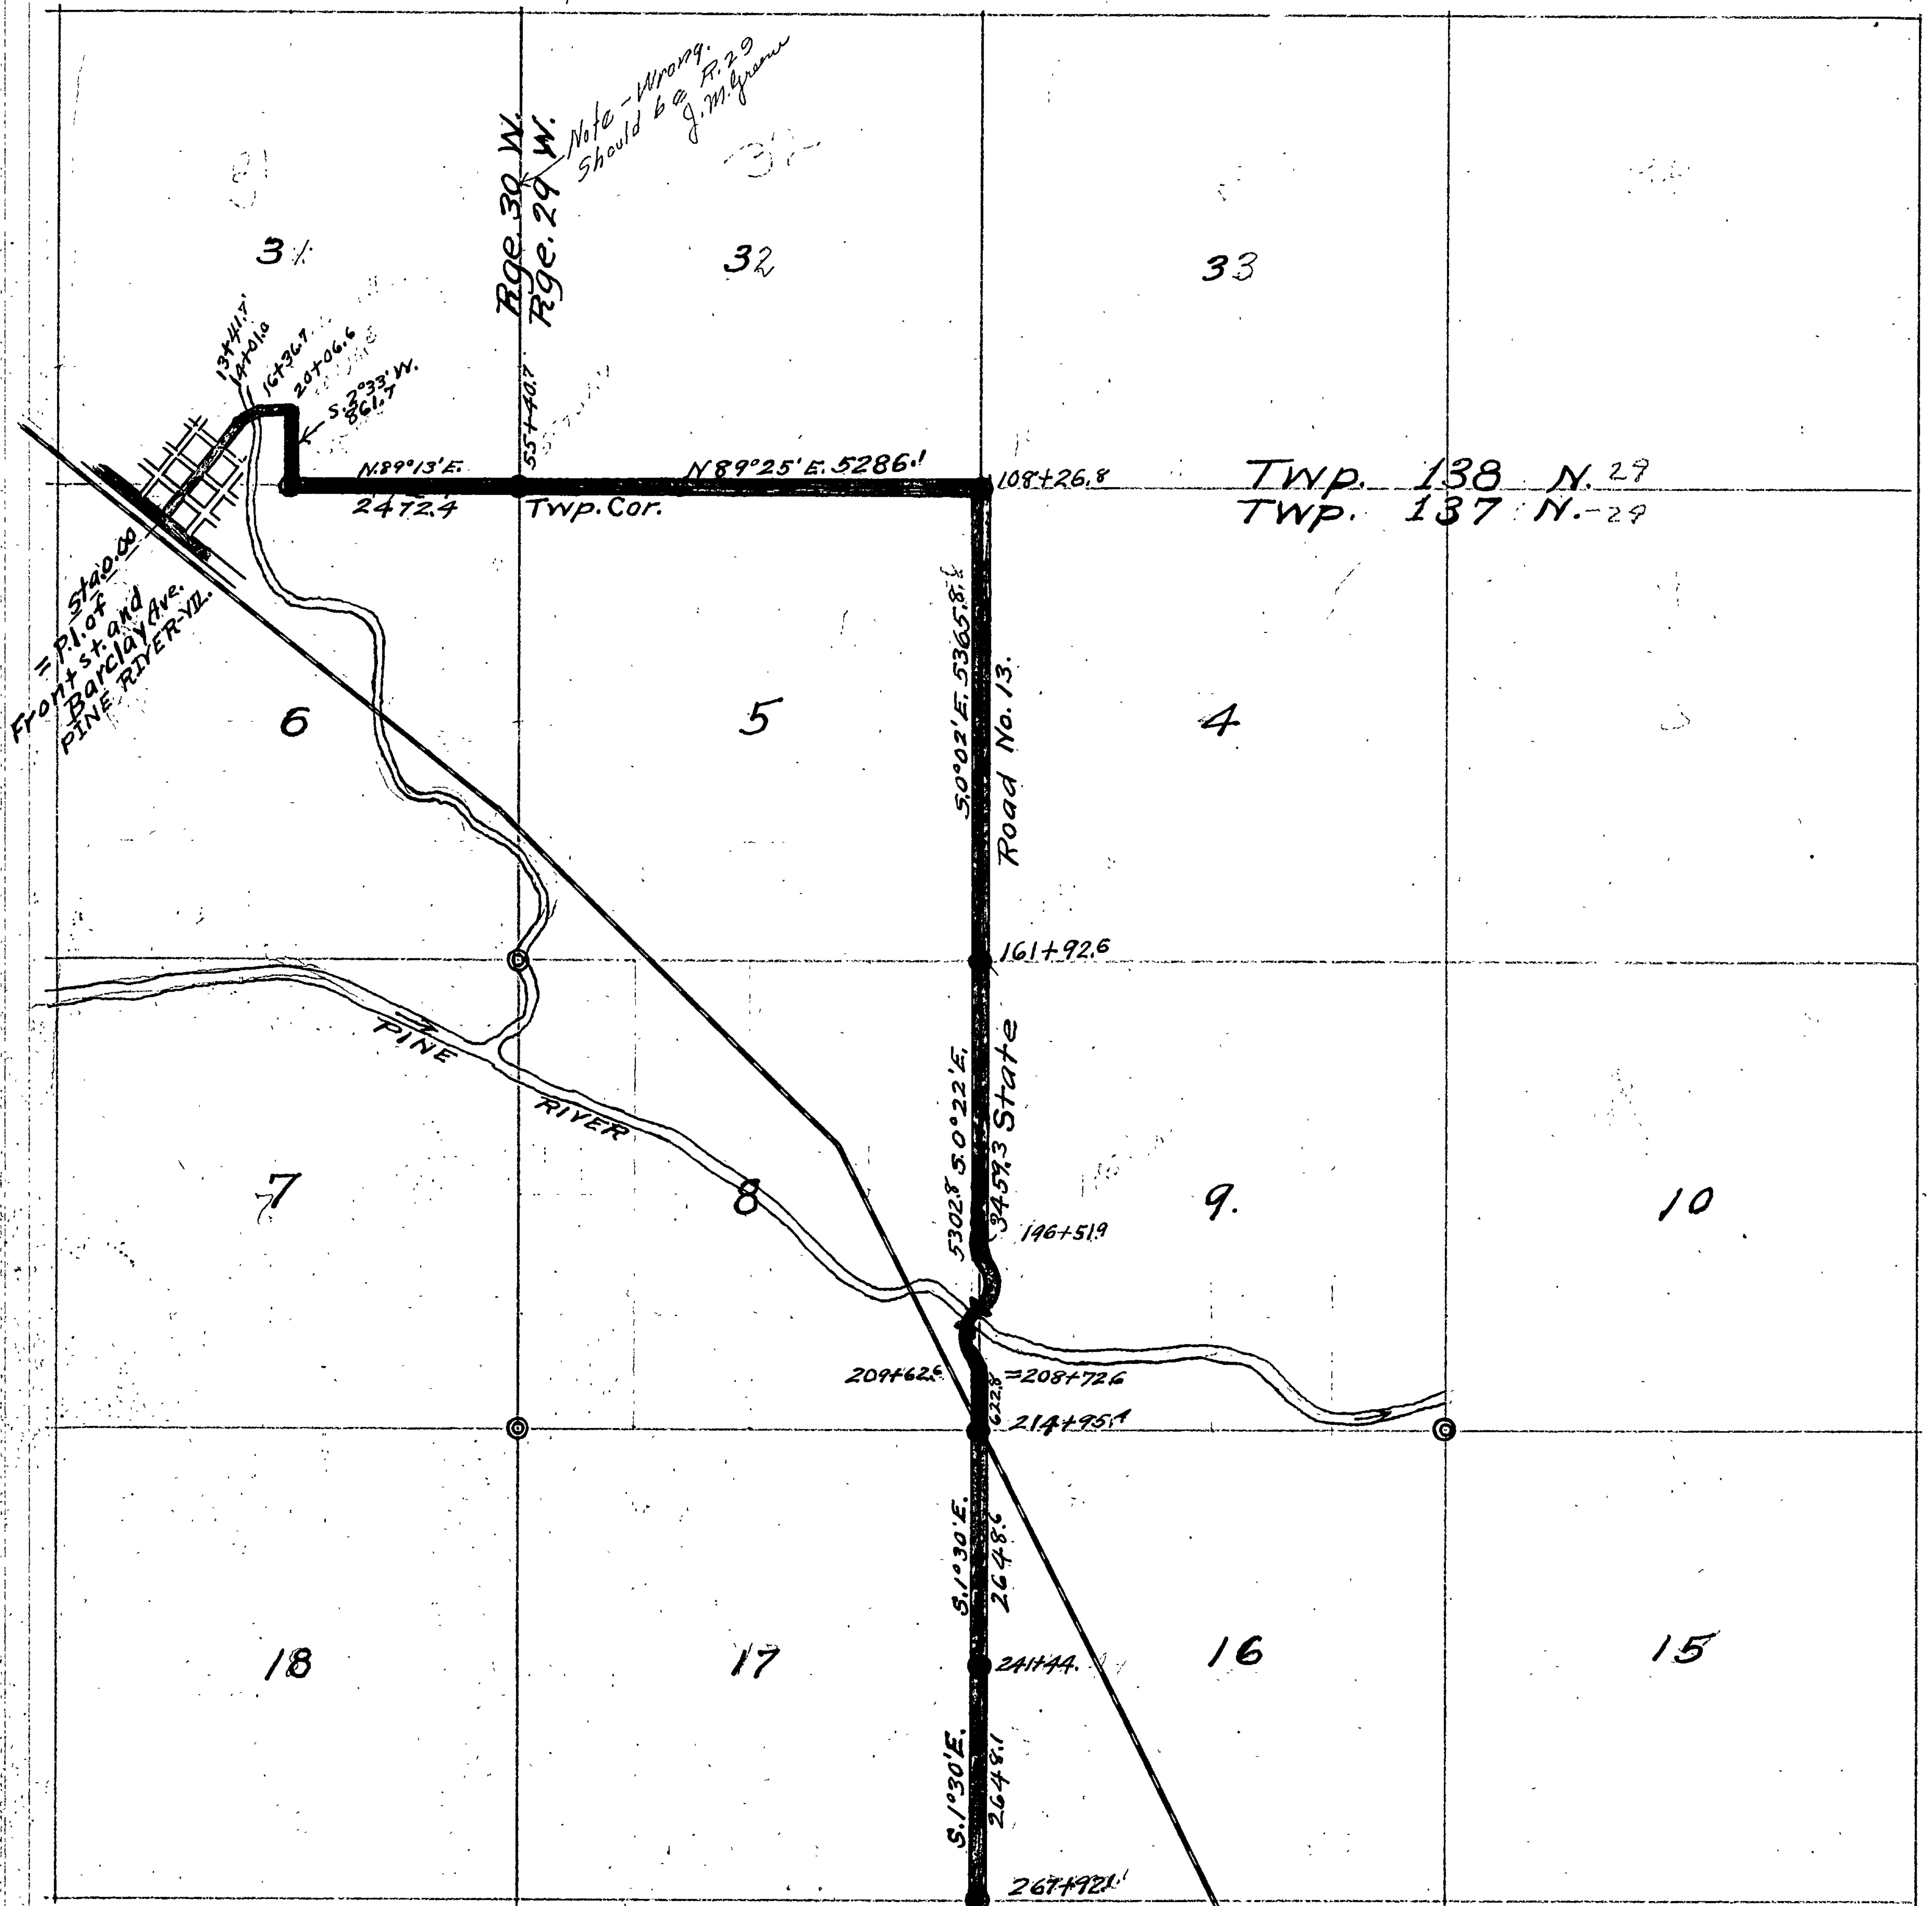 Note - Wrong.
Should be R. 29
J.M. Greene
Rge. 30 W.
Rge. 29 W.
32
31
32
33
13+41.7
14+01.0
16+36.7
20+06.6
S. 2°33' W.
861.7
55+40.7
N. 89°13' E.
2472.4
Twp. Cor.
N 89°25' E. 5286.1
108+26.8
Twp. 138 N. 29
Twp. 137 N. - 29
Sta 0.00
= P.I. of
Front St. and
Barclay Ave.
PINE RIVER-VIL.
S. 0°02' E. 5365.8
Road No. 13.
6
5
4
161+92.6
PINE
RIVER
5302.8 S. 0°22' E.
3459.3 State
7
8
9.
10
196+51.9
209+62.6
=208+72.6
622.8
214+95.4
S. 1°30' E.
2648.6
18
17
16
15
241+44.
S. 1°30' E.
2648.1
267+92.1